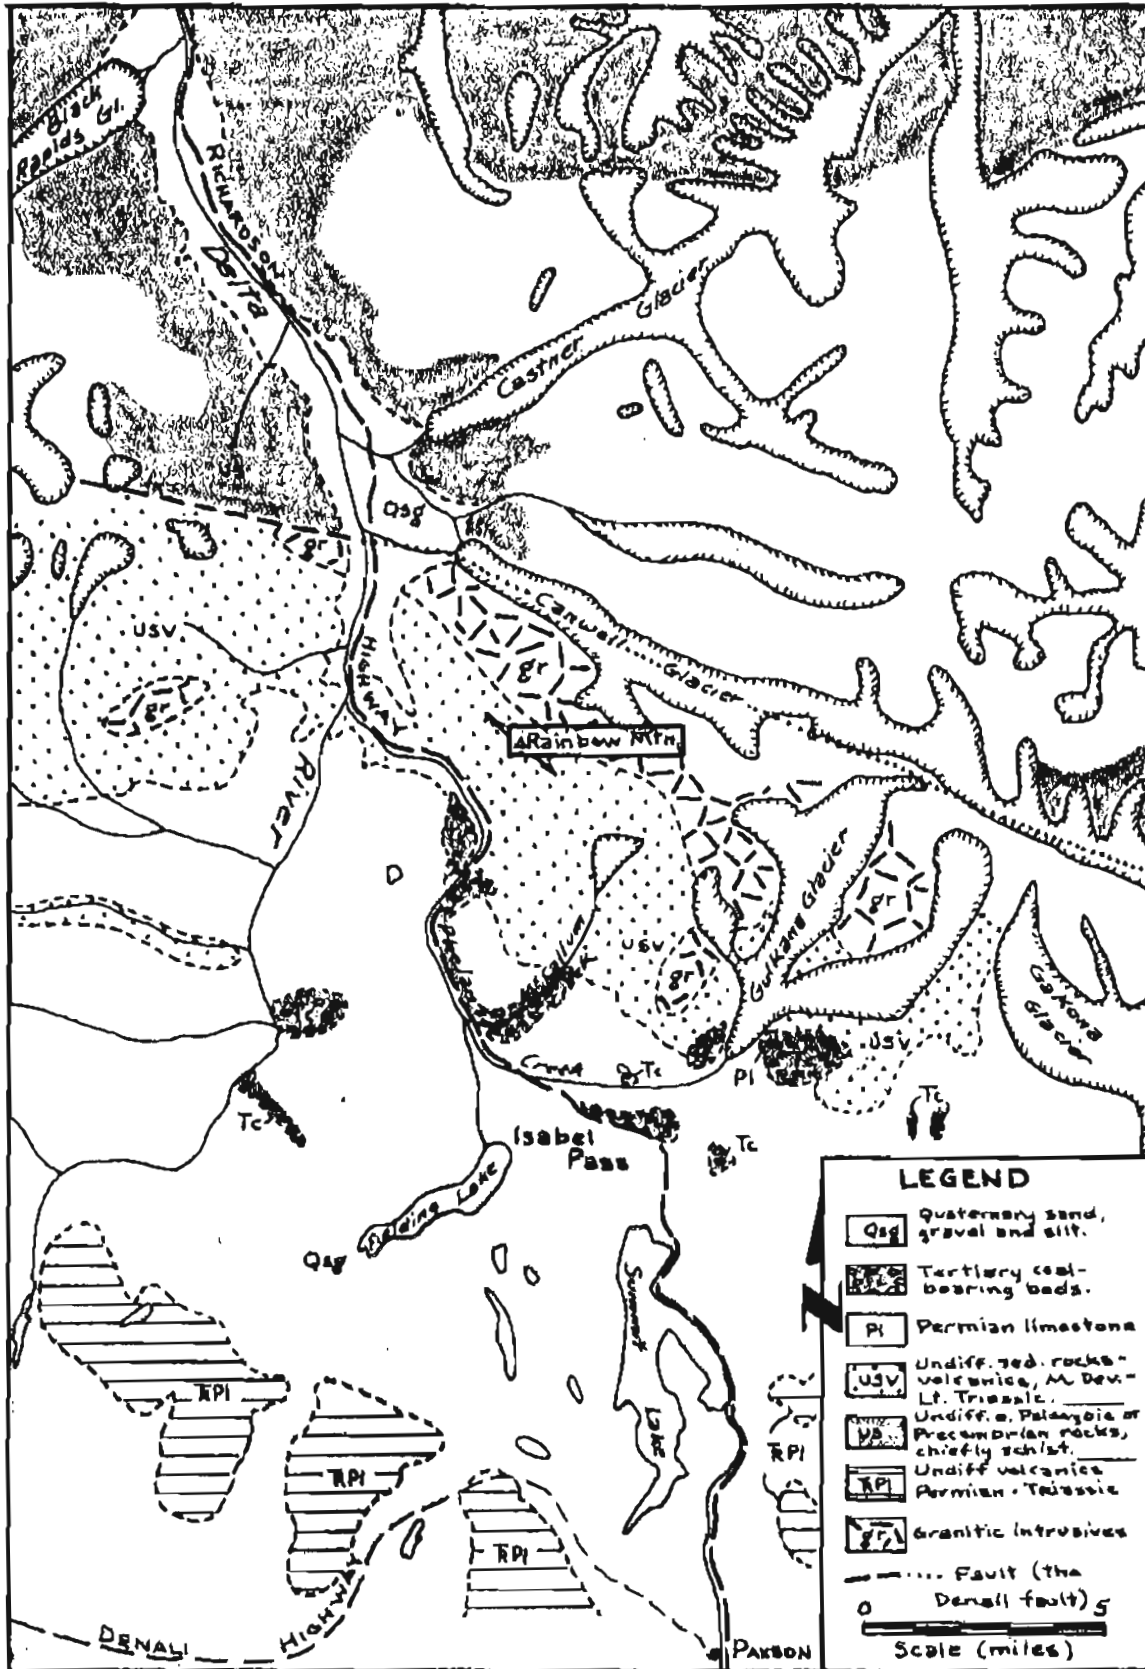 Black
Rapids Gl.
RICHARDSON
Delta
Castner Glacier
Qsg
gr
USV
HIGHWAY
Canwell Glacier
gr
gr
Rainbow Mtn.
RIVER
Phelan
Gulkana Glacier
gr
USV
gr
Gakona
Glacier
USV
Tc
Pl
Tc
Tc
Tc
Isabel
Pass
Lake
Qsg
Summit
Lake
TRPl
TRPl
TRPl
TRPl
DENALI
HIGHWAY
PAXSON
LEGEND
Qsg Quaternary sand,
gravel and silt.
Tertiary coal-
bearing beds.
Pl Permian limestone
USV Undiff. sed. rocks-
volcanics, M. Dev.-
Lt. Triassic.
Undiff. e. Paleozoic or
Precambrian rocks,
chiefly schist.
TRPl Undiff volcanics
Permian - Triassic
gr Granitic intrusives
Fault (the
Denali fault)
0 5
Scale (miles)